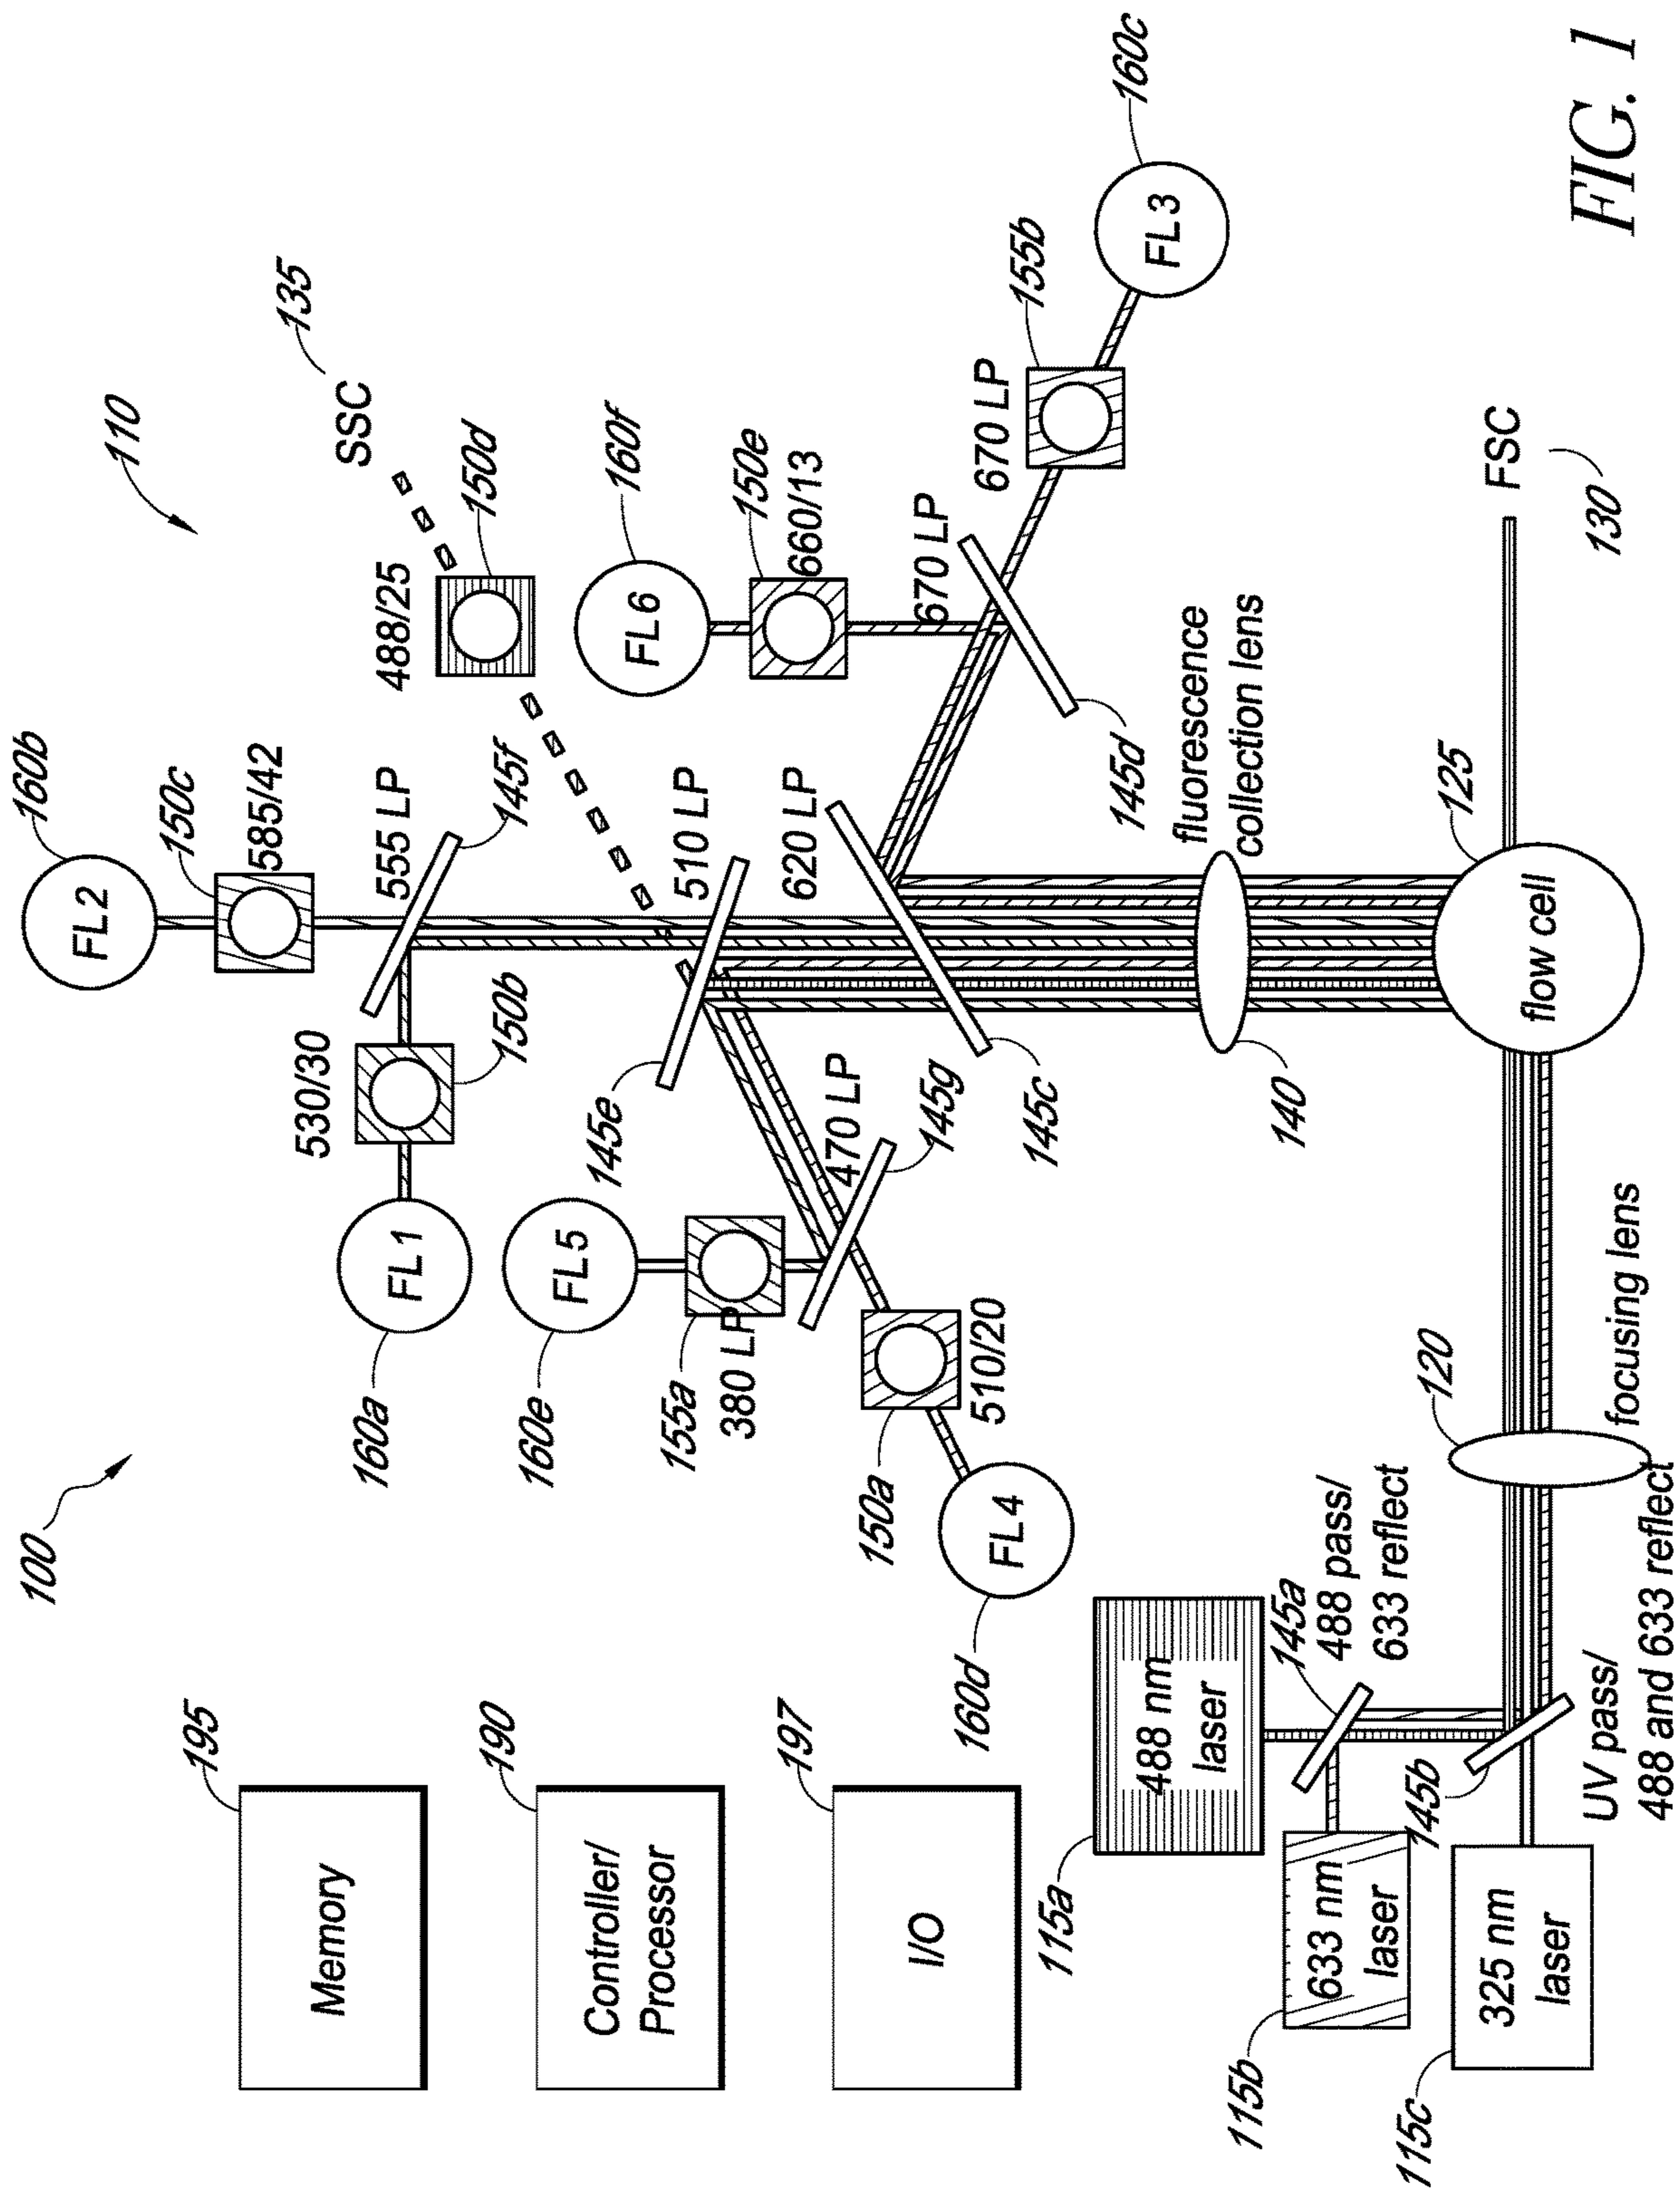 100
110
195
Memory
190
Controller/
Processor
197
I/O
160b
FL2
150c
585/42
555 LP
145f
530/30
150b
FL1
160a
135
SSC
488/25
150d
160f
FL6
150e
660/13
670 LP
145d
670 LP
155b
160c
FL3
510 LP
145e
620 LP
145c
FL5
160e
155a
380 LP
470 LP
145g
150a
510/20
FL4
160d
fluorescence
collection lens
140
125
flow cell
FSC
130
120
focusing lens
115a
488 nm
laser
145a
488 pass/
633 reflect
115b
633 nm
laser
145b
UV pass/
488 and 633 reflect
115c
325 nm
laser
FIG. 1